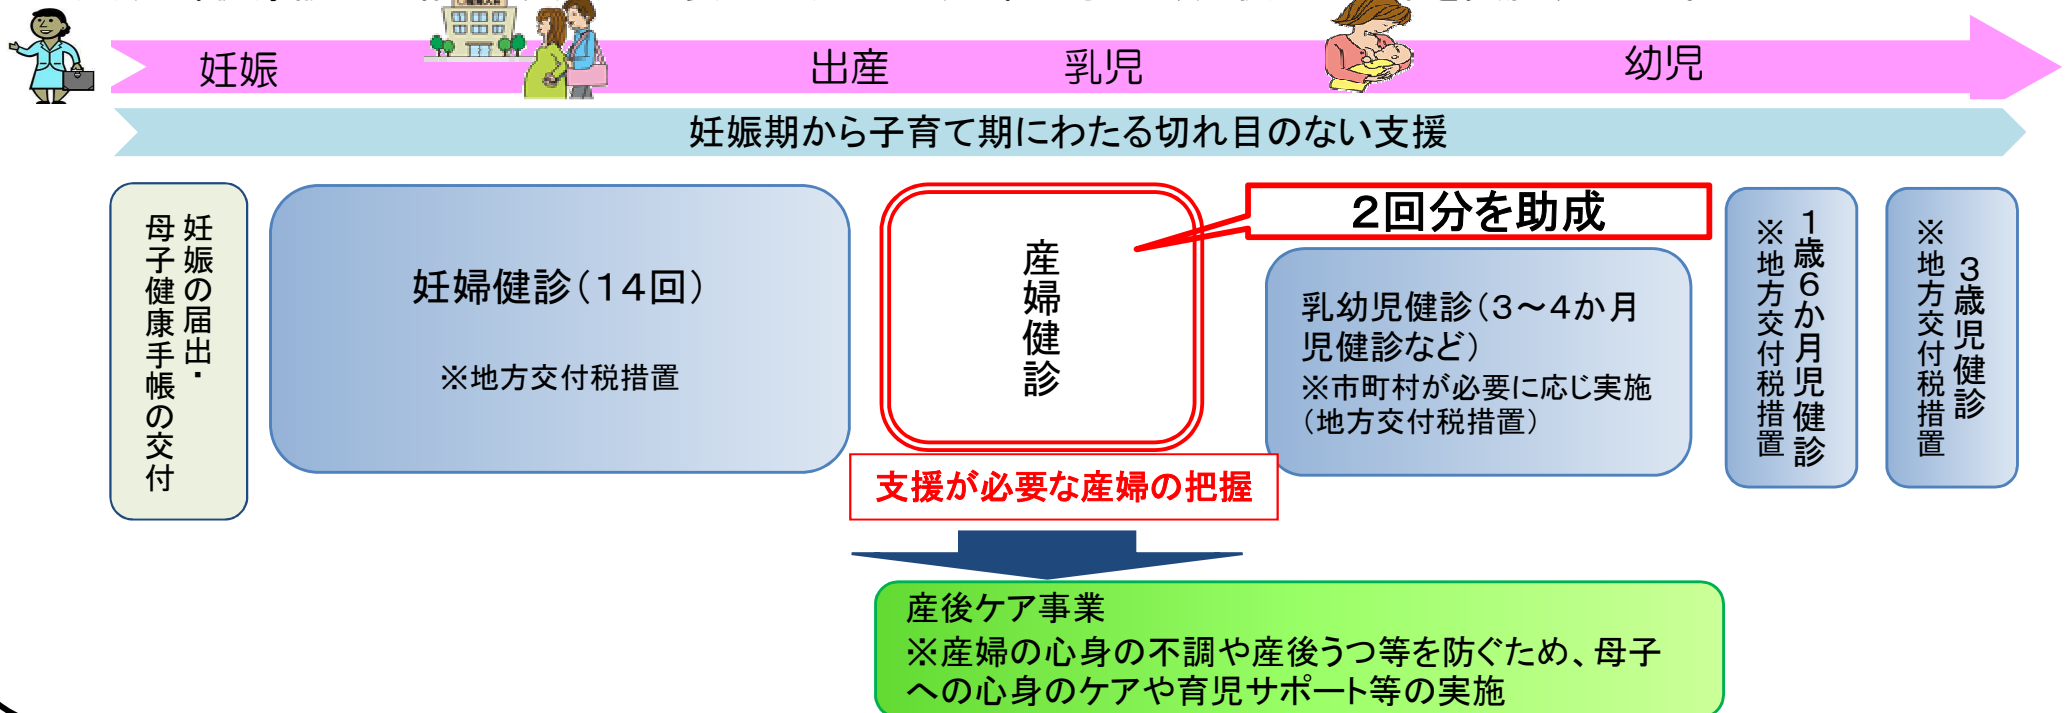 妊娠
出産
乳児
幼児
妊娠期から子育て期にわたる切れ目のない支援
妊娠の届出・
母子健康手帳の交付
妊婦健診（１４回）
※地方交付税措置
産婦健診
２回分を助成
支援が必要な産婦の把握
乳幼児健診（３～４か月
児健診など）
※市町村が必要に応じ実施
（地方交付税措置）
１歳６か月児健診
※地方交付税措置
３歳児健診
※地方交付税措置
産後ケア事業
※産婦の心身の不調や産後うつ等を防ぐため、母子
への心身のケアや育児サポート等の実施